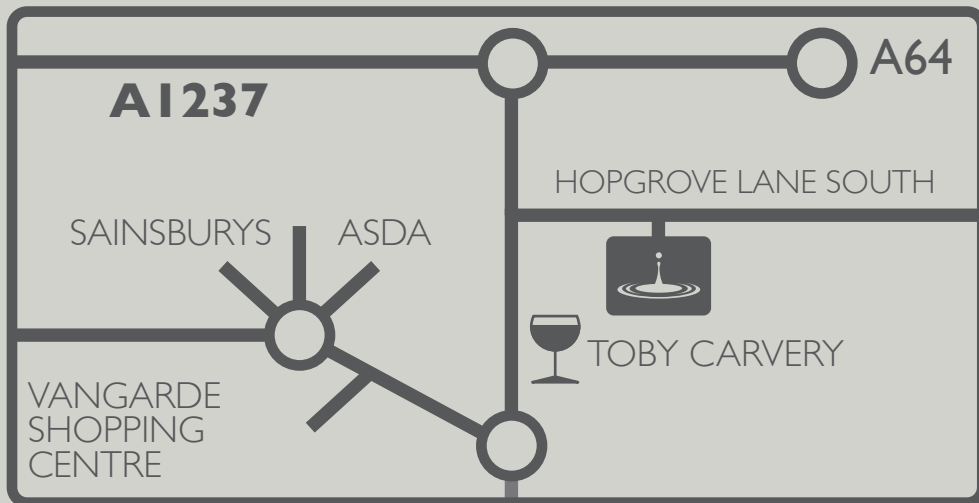 A64
A1237
HOPGROVE LANE SOUTH
SAINSBURYS
ASDA
TOBY CARVERY
VANGARDE
SHOPPING
CENTRE